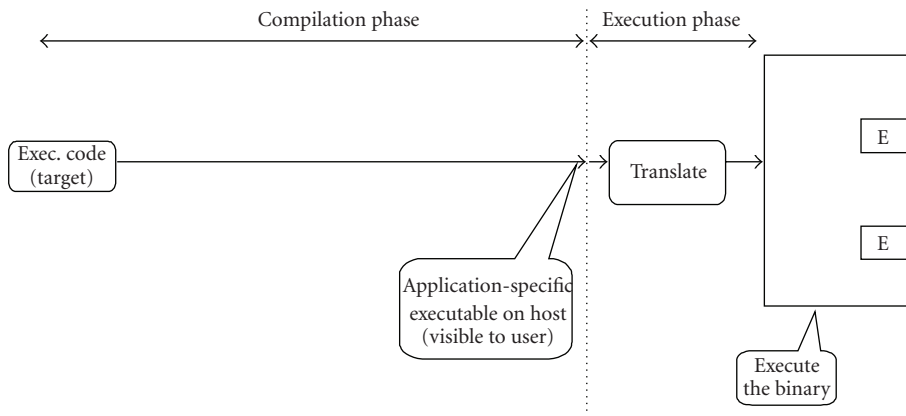 Compilation phase
Execution phase
Exec. code
(target)
Translate
E
E
Application-specific
executable on host
(visible to user)
Execute
the binary